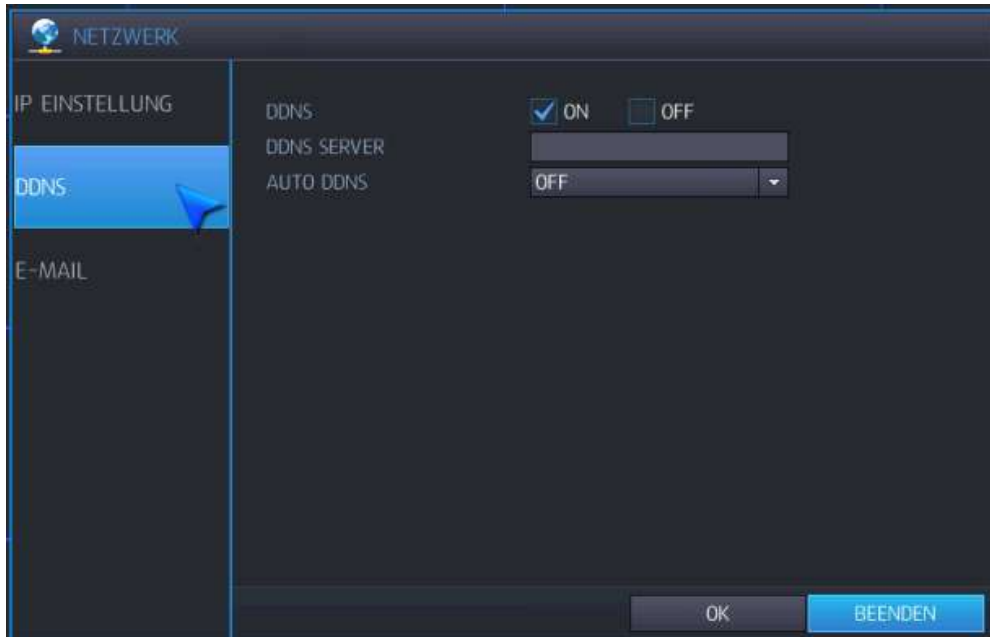 NETZWERK
IP EINSTELLUNG
DDNS
E-MAIL
DDNS ON OFF
DDNS SERVER
AUTO DDNS OFF
OK BEENDEN